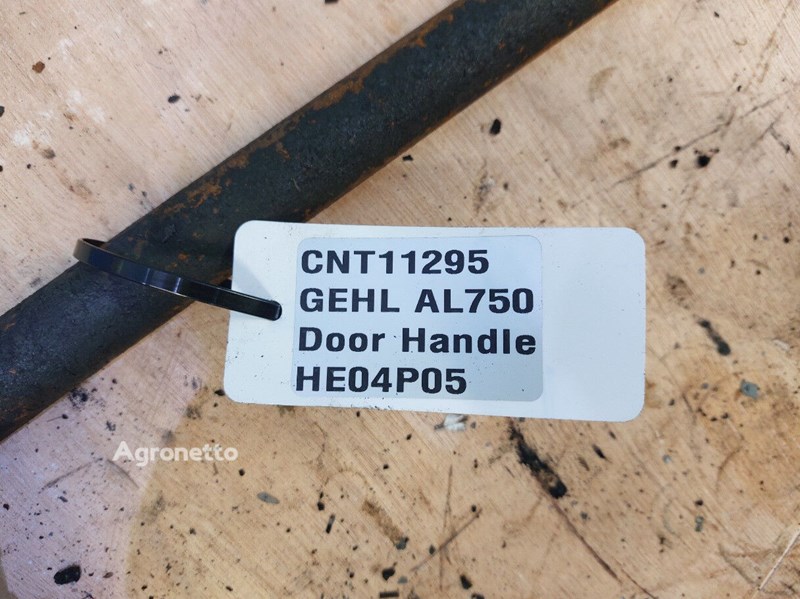 CNT11295
GEHL AL750
Door Handle
HE04P05
Agronetto